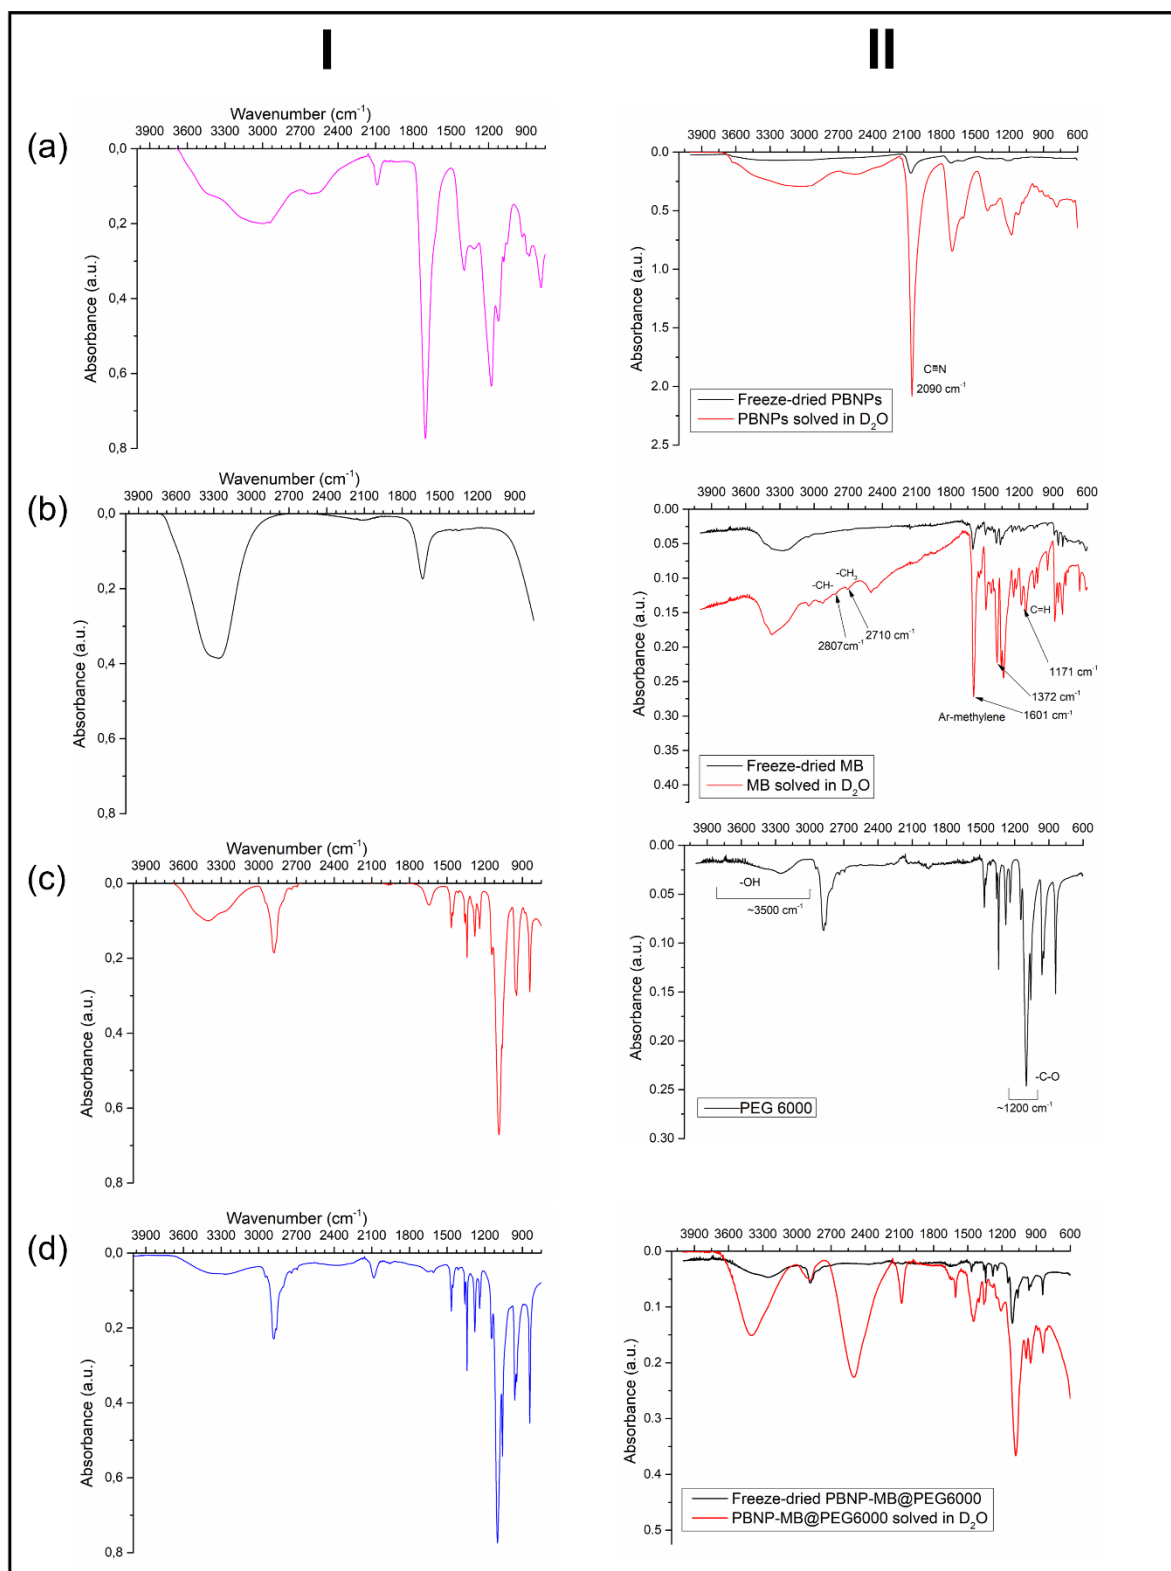 I
II
(a)
Wavenumber (cm-1)
3900 3600 3300 3000 2700 2400 2100 1800 1500 1200 900
0,0
0,2
0,4
0,6
0,8
Absorbance (a.u.)
3900 3600 3300 3000 2700 2400 2100 1800 1500 1200 900 600
0.0
0.5
1.0
1.5
2.0
2.5
Absorbance (a.u.)
C≡N
2090 cm-1
Freeze-dried PBNPs
PBNPs solved in D2O
(b)
Wavenumber (cm-1)
3900 3600 3300 3000 2700 2400 2100 1800 1500 1200 900
0,0
0,2
0,4
0,6
0,8
Absorbance (a.u.)
3900 3600 3300 3000 2700 2400 2100 1800 1500 1200 900 600
0.00
0.05
0.10
0.15
0.20
0.25
0.30
0.35
0.40
Absorbance (a.u.)
-CH3
-CH-
2710 cm-1
2807cm-1
C=H
1171 cm-1
1372 cm-1
Ar-methylene
1601 cm-1
Freeze-dried MB
MB solved in D2O
(c)
3900 3600 3300 3000 2700 2400 2100 1800 1500 1200 900
0,0
0,2
0,4
0,6
0,8
Absorbance (a.u.)
3900 3600 3300 3000 2700 2400 2100 1800 1500 1200 900 600
0.00
0.05
0.10
0.15
0.20
0.25
0.30
Absorbance (a.u.)
-OH
~3500 cm-1
-C-O
~1200 cm-1
PEG 6000
(d)
Wavenumber (cm-1)
3900 3600 3300 3000 2700 2400 2100 1800 1500 1200 900
0,0
0,2
0,4
0,6
0,8
Absorbance (a.u.)
3900 3600 3300 3000 2700 2400 2100 1800 1500 1200 900 600
0.0
0.1
0.2
0.3
0.4
0.5
Absorbance (a.u.)
Freeze-dried PBNP-MB@PEG6000
PBNP-MB@PEG6000 solved in D2O